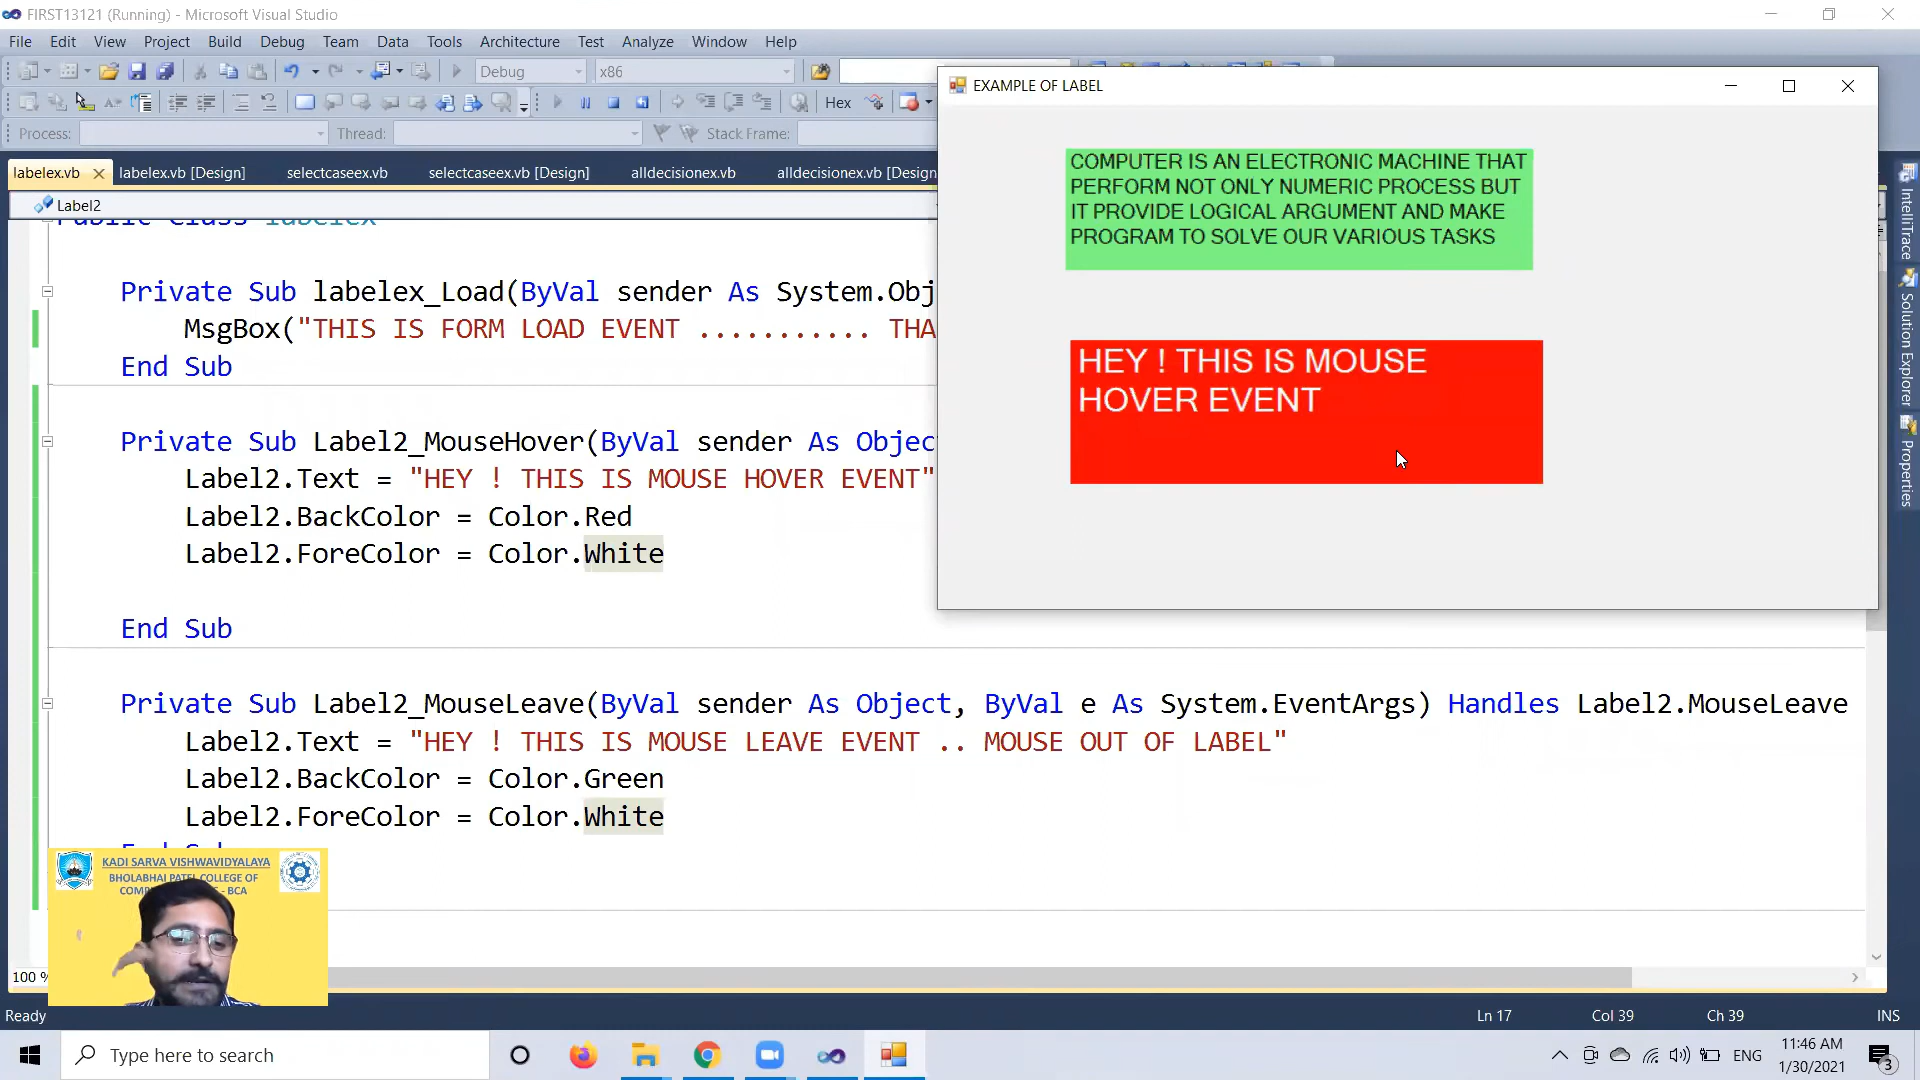 FIRST13121 (Running) - Microsoft Visual Studio
File Edit View Project Build Debug Team Data Tools Architecture Test Analyze Window Help
Debug x86
Hex
Process: Thread: Stack Frame:
labelex.vb labelex.vb [Design] selectcaseex.vb selectcaseex.vb [Design] alldecisionex.vb alldecisionex.vb [Design]
Label2
Public Class labelex
Private Sub labelex_Load(ByVal sender As System.Obj
MsgBox("THIS IS FORM LOAD EVENT ........... THA
End Sub
Private Sub Label2_MouseHover(ByVal sender As Objec
Label2.Text = "HEY ! THIS IS MOUSE HOVER EVENT"
Label2.BackColor = Color.Red
Label2.ForeColor = Color.White
End Sub
Private Sub Label2_MouseLeave(ByVal sender As Object, ByVal e As System.EventArgs) Handles Label2.MouseLeave
Label2.Text = "HEY ! THIS IS MOUSE LEAVE EVENT .. MOUSE OUT OF LABEL"
Label2.BackColor = Color.Green
Label2.ForeColor = Color.White
End Sub
EXAMPLE OF LABEL
COMPUTER IS AN ELECTRONIC MACHINE THAT
PERFORM NOT ONLY NUMERIC PROCESS BUT
IT PROVIDE LOGICAL ARGUMENT AND MAKE
PROGRAM TO SOLVE OUR VARIOUS TASKS
HEY ! THIS IS MOUSE
HOVER EVENT
IntelliTrace
Solution Explorer
Properties
KADI SARVA VISHWAVIDYALAYA
BHOLABHAI PATEL COLLEGE OF
- BCA
100 %
Ready Ln 17 Col 39 Ch 39 INS
Type here to search
ENG
11:46 AM
1/30/2021
3